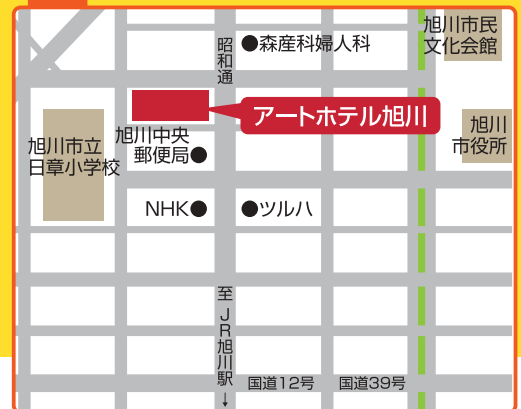 旭川市民
文化会館
昭和通
●森産科婦人科
アートホテル旭川
旭川
市役所
旭川市立
日章小学校
旭川中央
郵便局●
NHK●
●ツルハ
至 JR旭川駅 ↓
国道12号
国道39号